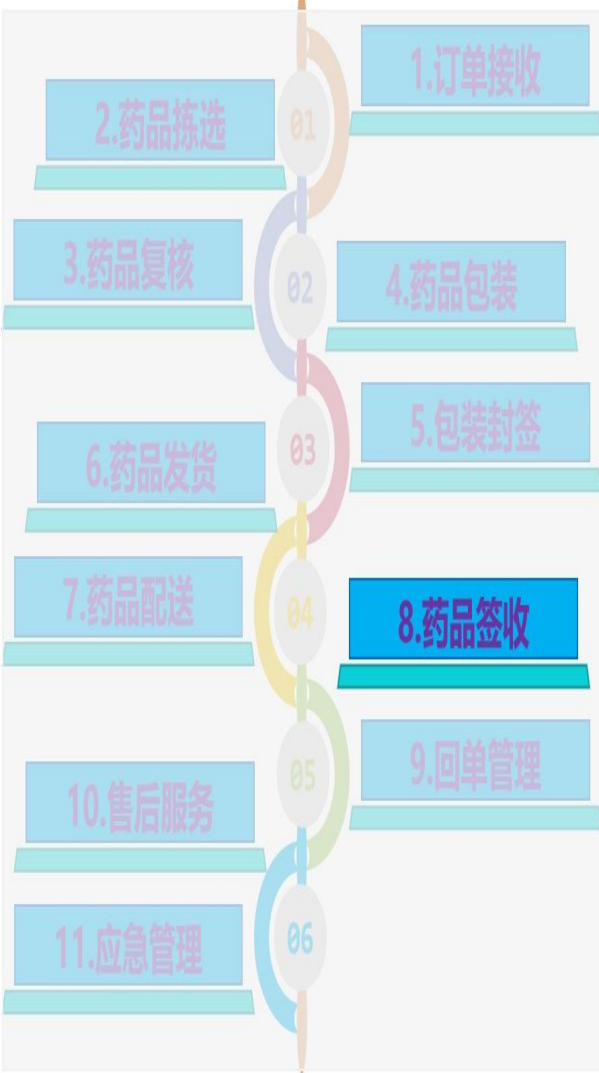 1.订单接收
2.药品拣选
01
3.药品复核
4.药品包装
02
5.包装封签
6.药品发货
03
7.药品配送
8.药品签收
04
9.回单管理
10.售后服务
05
11.应急管理
06